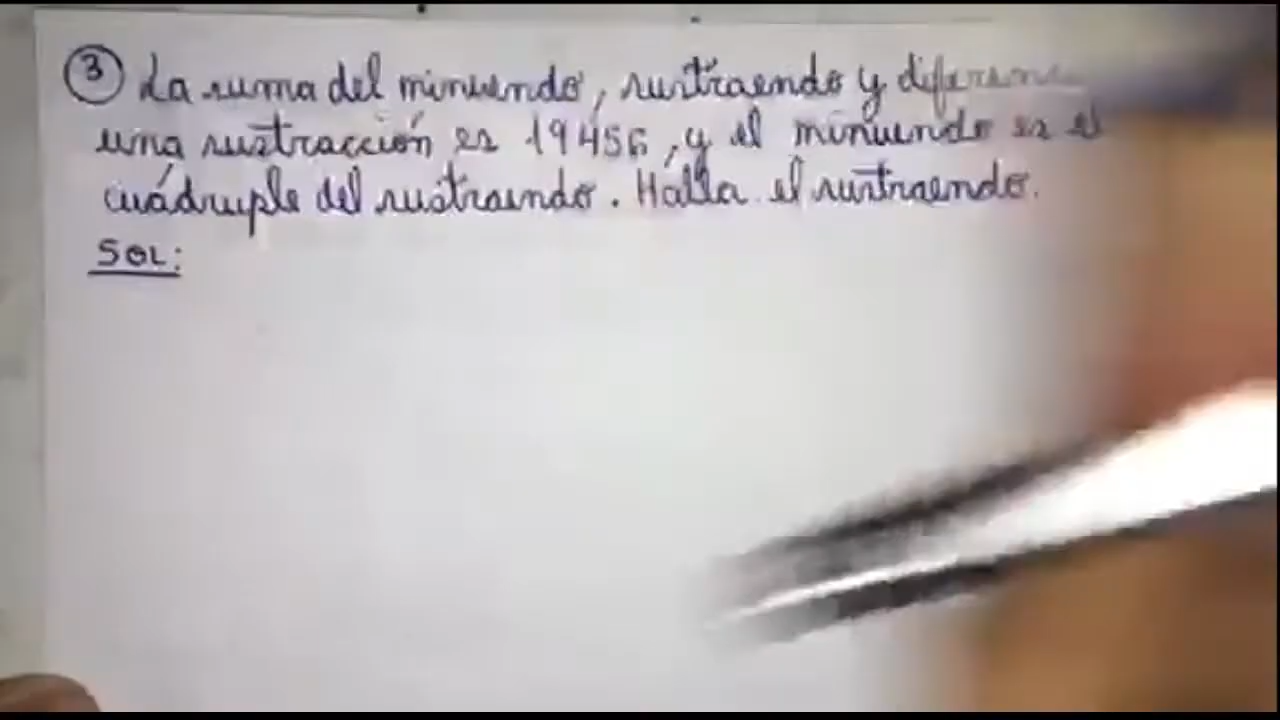 ③ La suma del minuendo, sustraendo y
una sustracción es 19456, y el minuendo es el
cuádruple del sustraendo. Halla el sustraendo.
SOL: